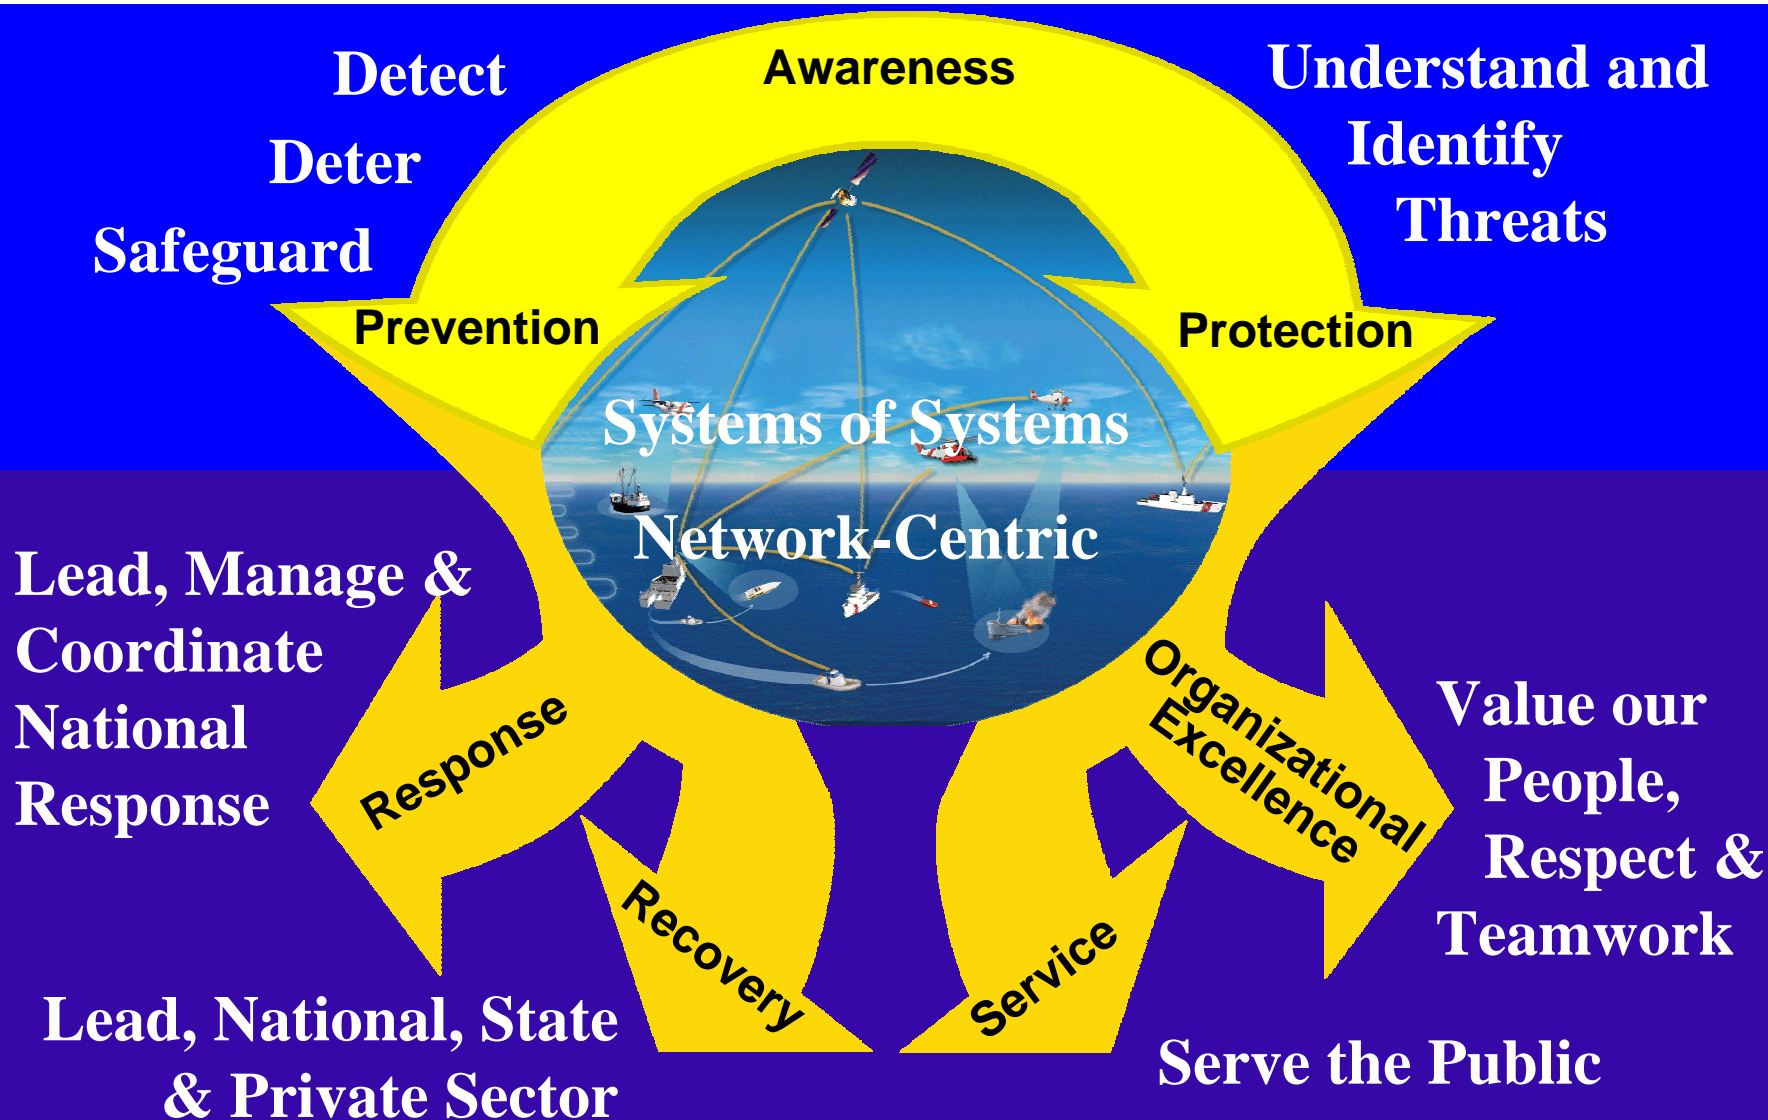 Awareness
Detect
Deter
Safeguard
Understand and
Identify
Threats
Prevention
Protection
Systems of Systems
Network-Centric
Lead, Manage &
Coordinate
National
Response
Response
Organizational
Excellence
Value our
People,
Respect &
Teamwork
Recovery
Service
Lead, National, State
& Private Sector
Serve the Public